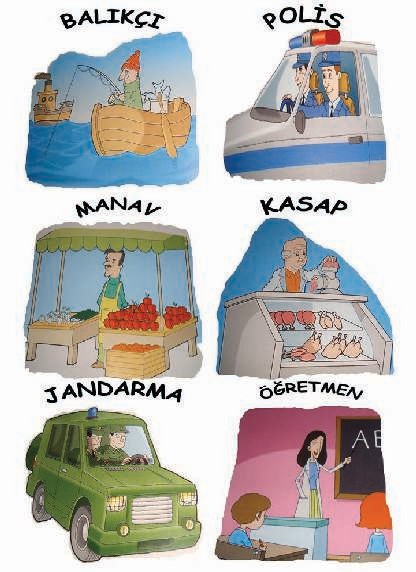 BALIKÇI
POLİS
MANAV
KASAP
JANDARMA
ÖĞRETMEN
AB